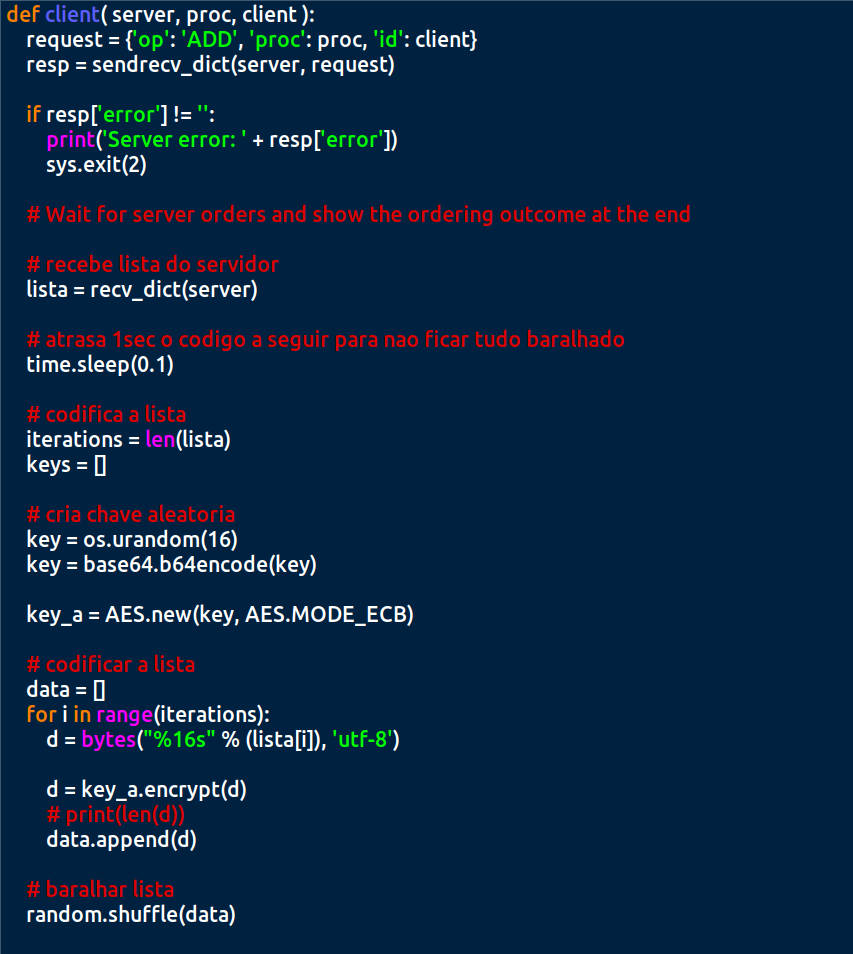 def client( server, proc, client ):
    request = {'op': 'ADD', 'proc': proc, 'id': client}
    resp = sendrecv_dict(server, request)

    if resp['error'] != '':
        print('Server error: ' + resp['error'])
        sys.exit(2)

    # Wait for server orders and show the ordering outcome at the end

    # recebe lista do servidor
    lista = recv_dict(server)

    # atrasa 1sec o codigo a seguir para nao ficar tudo baralhado
    time.sleep(0.1)

    # codifica a lista
    iterations = len(lista)
    keys = []

    # cria chave aleatoria
    key = os.urandom(16)
    key = base64.b64encode(key)

    key_a = AES.new(key, AES.MODE_ECB)

    # codificar a lista
    data = []
    for i in range(iterations):
        d = bytes("%16s" % (lista[i]), 'utf-8')

        d = key_a.encrypt(d)
        # print(len(d))
        data.append(d)

    # baralhar lista
    random.shuffle(data)